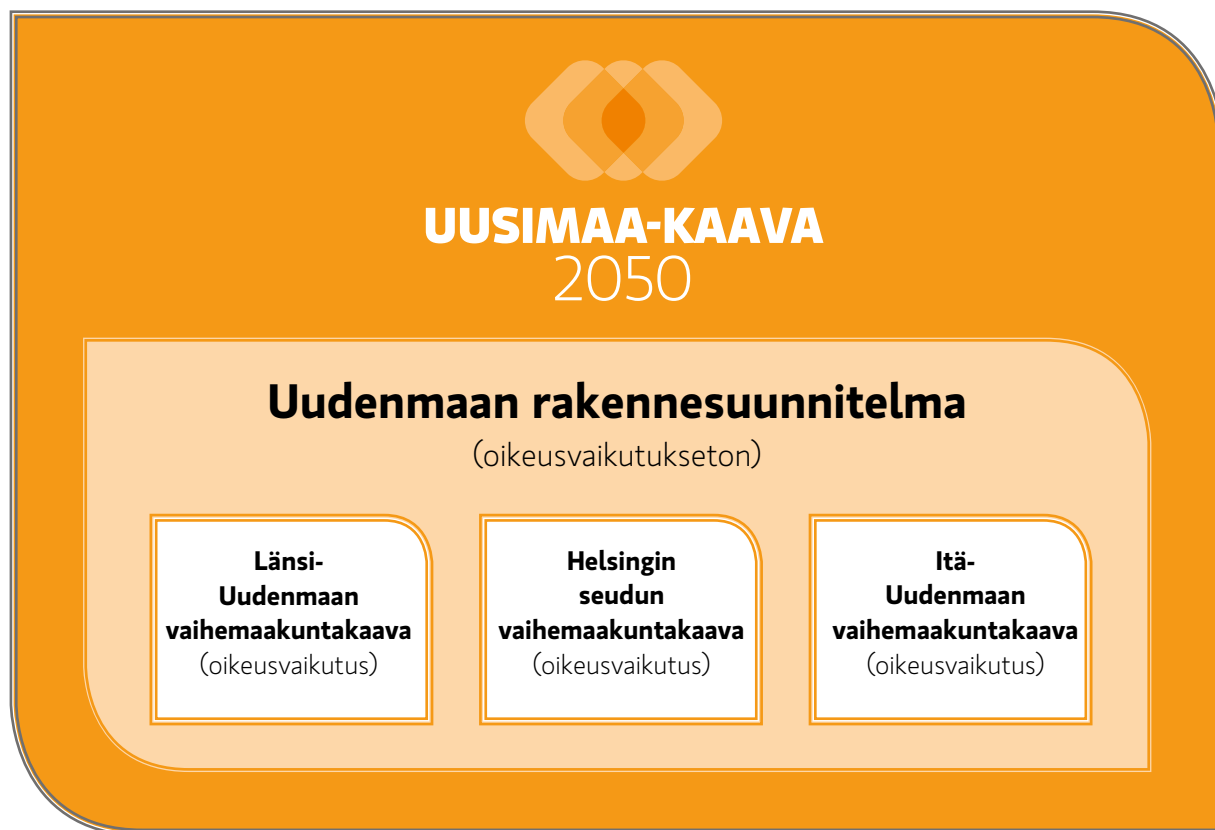 UUSIMAA-KAAVA
2050
Uudenmaan rakennesuunnitelma
(oikeusvaikutukseton)
Länsi-
Uudenmaan
vaihemaakuntakaava
(oikeusvaikutus)
Helsingin
seudun
vaihemaakuntakaava
(oikeusvaikutus)
Itä-
Uudenmaan
vaihemaakuntakaava
(oikeusvaikutus)